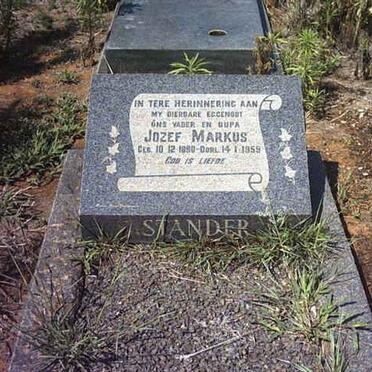 IN TERE HERINNERING AAN
MY DIERBARE EGGENOOT
ONS VADER EN OUPA
JOZEF MARKUS
GEB. 10·12·1890 - OORL. 14·1·1959
GOD IS LIEFDE
STANDER